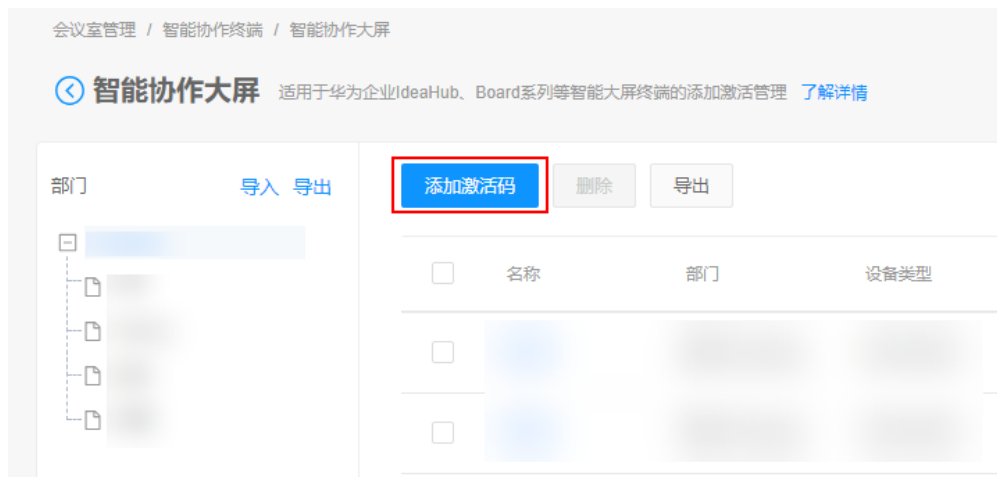 会议室管理 / 智能协作终端 / 智能协作大屏
智能协作大屏 适用于华为企业IdeaHub、Board系列等智能大屏终端的添加激活管理 了解详情
部门 导入 导出
添加激活码 删除 导出
名称 部门 设备类型